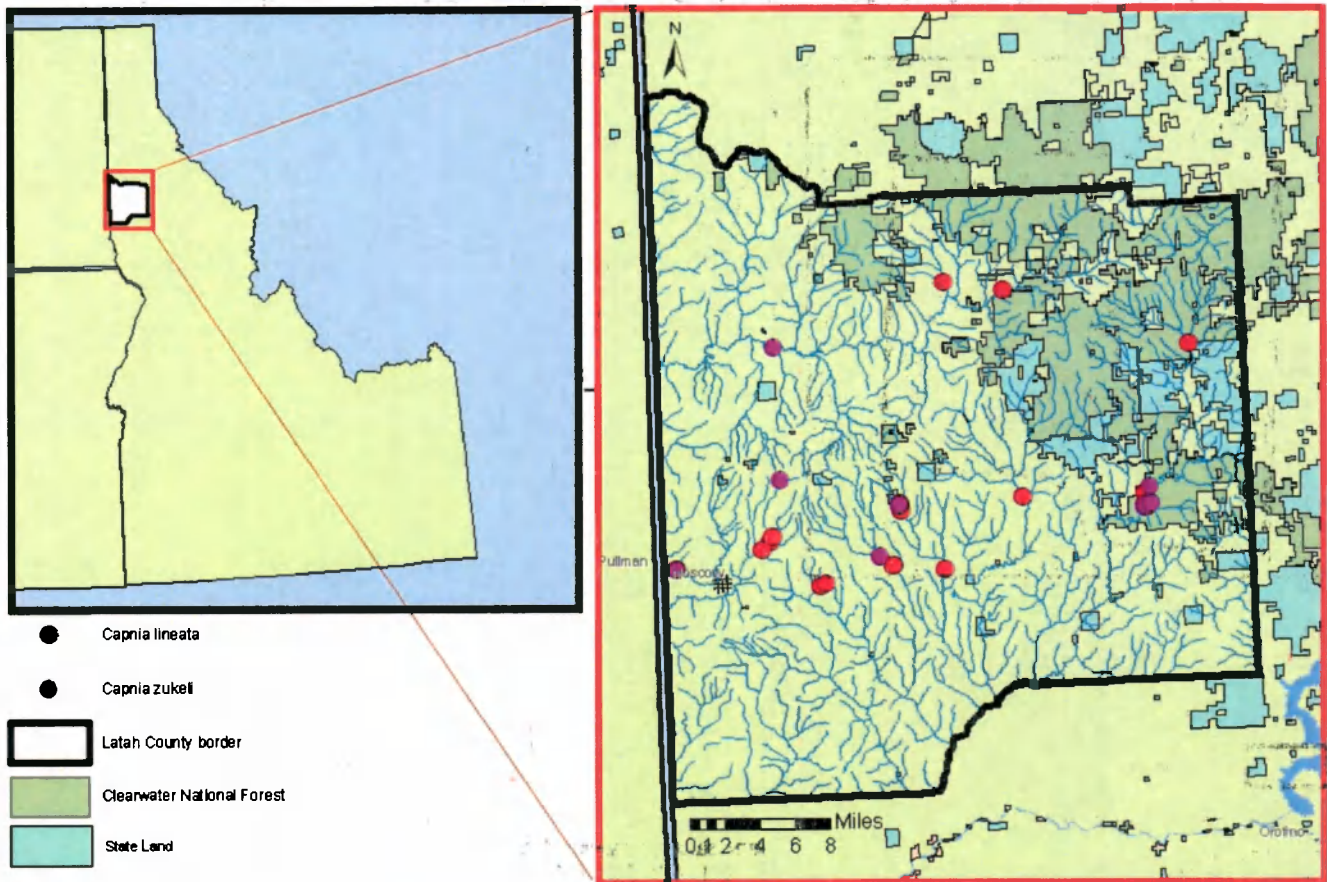 N
Pullman
Moscow
Miles
0 1 2 4 6 8
Orofino
Capnia lineata
Capnia zukeli
Latah County border
Clearwater National Forest
State Land